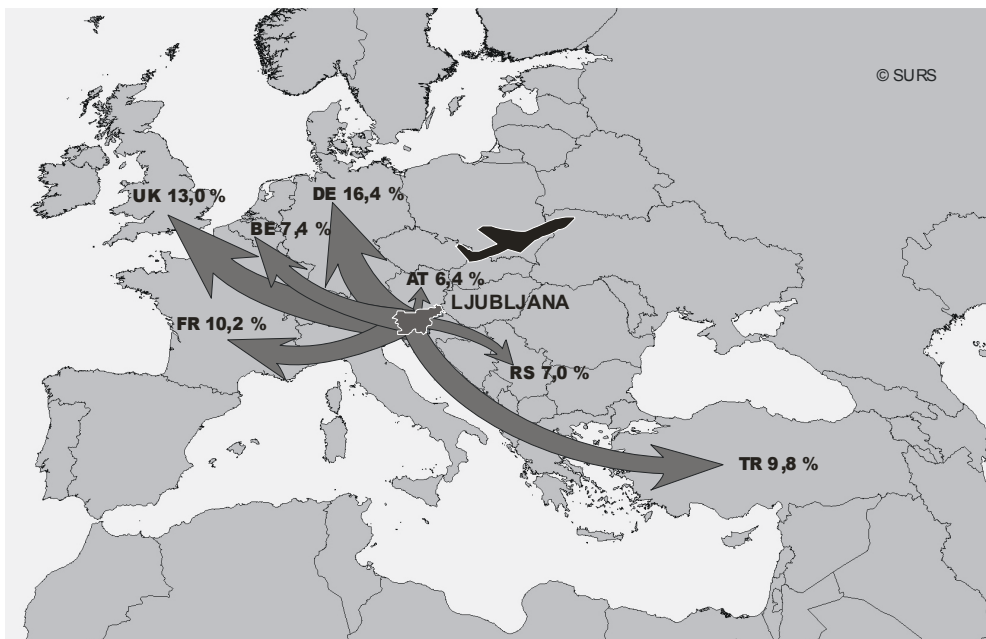 © SURS
UK 13,0 %
DE 16,4 %
BE 7,4 %
AT 6,4 %
LJUBLJANA
FR 10,2 %
RS 7,0 %
TR 9,8 %